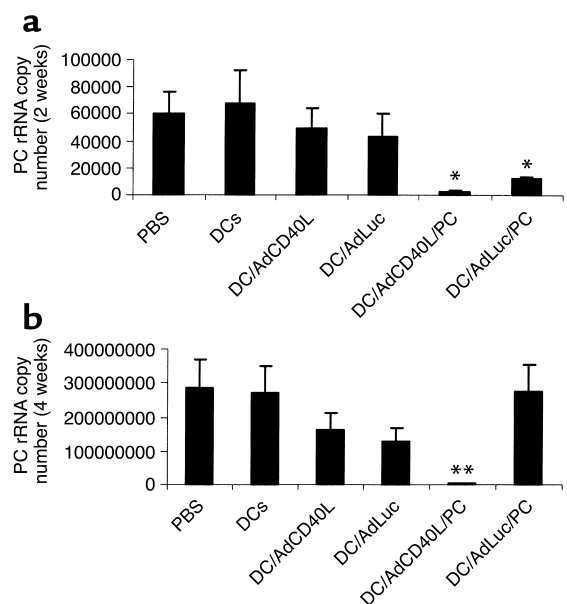 a
PC rRNA copy
number (2 weeks)
100000
80000
60000
40000
20000
0
*
*
PBS
DCs
DC/AdCD40L
DC/AdLuc
DC/AdCD40L/PC
DC/AdLuc/PC
b
PC rRNA copy
number (4 weeks)
400000000
300000000
200000000
100000000
0
**
PBS
DCs
DC/AdCD40L
DC/AdLuc
DC/AdCD40L/PC
DC/AdLuc/PC